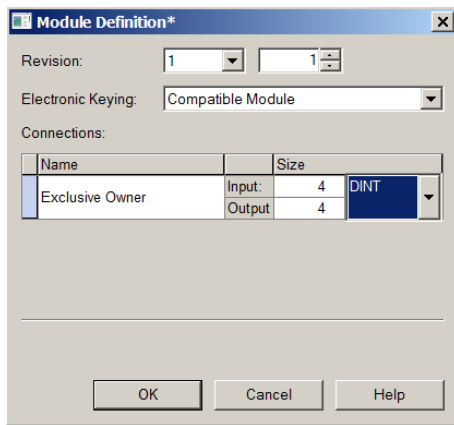 Module Definition*
Revision: 1 1
Electronic Keying: Compatible Module
Connections:
Name Size
Exclusive Owner Input: 4 DINT
Output 4
OK Cancel Help